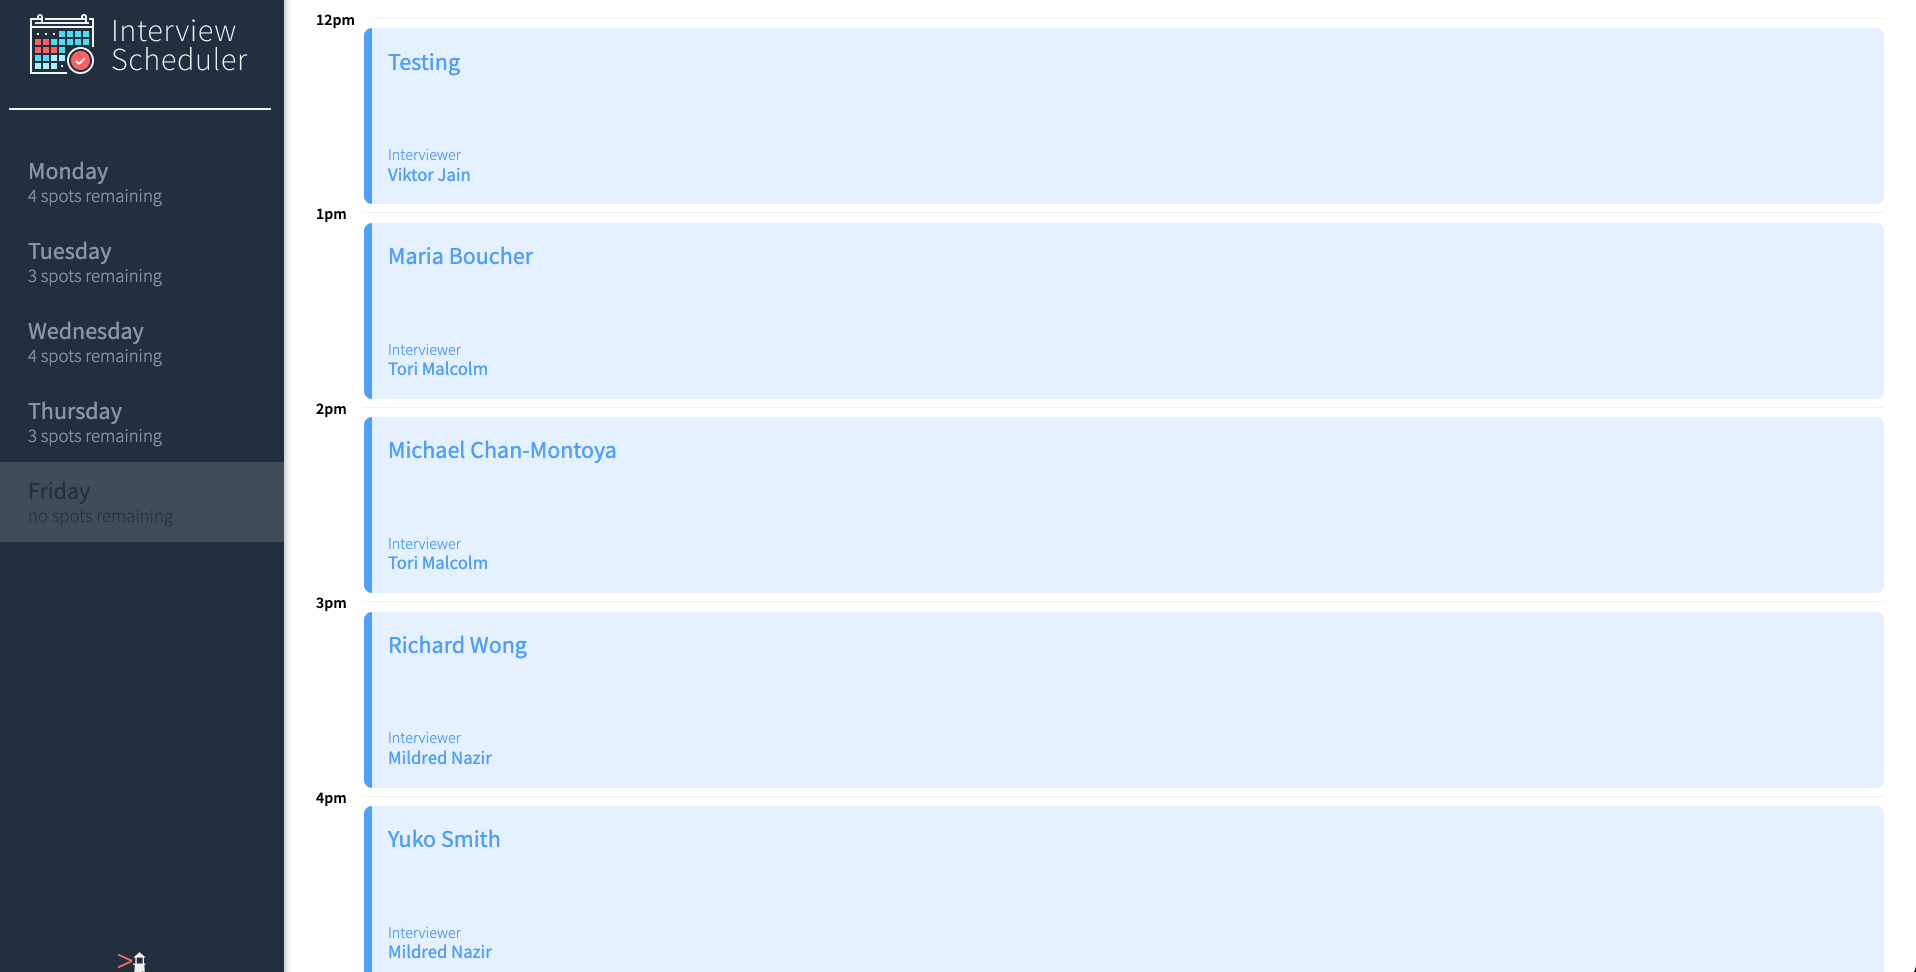 Interview
Scheduler
Monday
4 spots remaining
Tuesday
3 spots remaining
Wednesday
4 spots remaining
Thursday
3 spots remaining
Friday
no spots remaining
12pm
Testing
Interviewer
Viktor Jain
1pm
Maria Boucher
Interviewer
Tori Malcolm
2pm
Michael Chan-Montoya
Interviewer
Tori Malcolm
3pm
Richard Wong
Interviewer
Mildred Nazir
4pm
Yuko Smith
Interviewer
Mildred Nazir